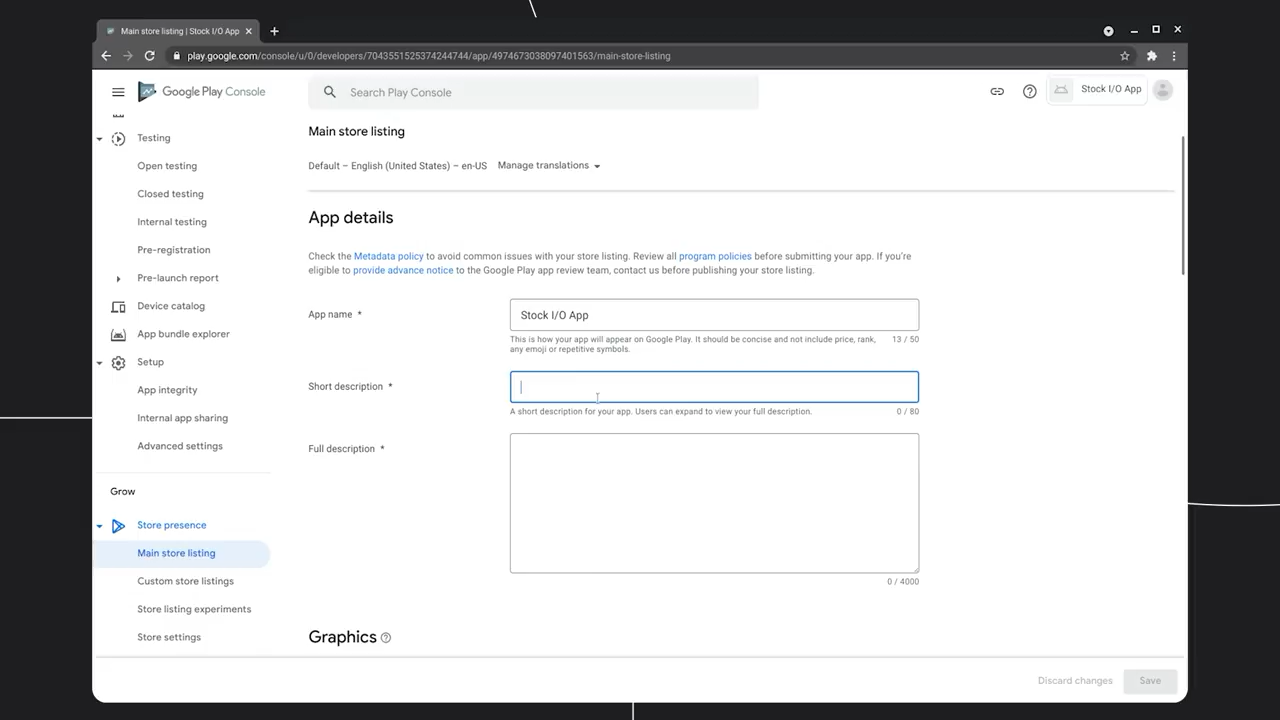 Main store listing | Stock I/O App
play.google.com/console/u/0/developers/7043551525374244744/app/4974673038097401563/main-store-listing
Google Play Console
Search Play Console
Stock I/O App
Testing
Open testing
Closed testing
Internal testing
Pre-registration
Pre-launch report
Device catalog
App bundle explorer
Setup
App integrity
Internal app sharing
Advanced settings
Grow
Store presence
Main store listing
Custom store listings
Store listing experiments
Store settings
Main store listing
Default – English (United States) – en-US Manage translations
App details
Check the Metadata policy to avoid common issues with your store listing. Review all program policies before submitting your app. If you're
eligible to provide advance notice to the Google Play app review team, contact us before publishing your store listing.
App name *
Stock I/O App
This is how your app will appear on Google Play. It should be concise and not include price, rank, 13 / 50
any emoji or repetitive symbols.
Short description *
A short description for your app. Users can expand to view your full description. 0 / 80
Full description *
0 / 4000
Graphics
Discard changes Save